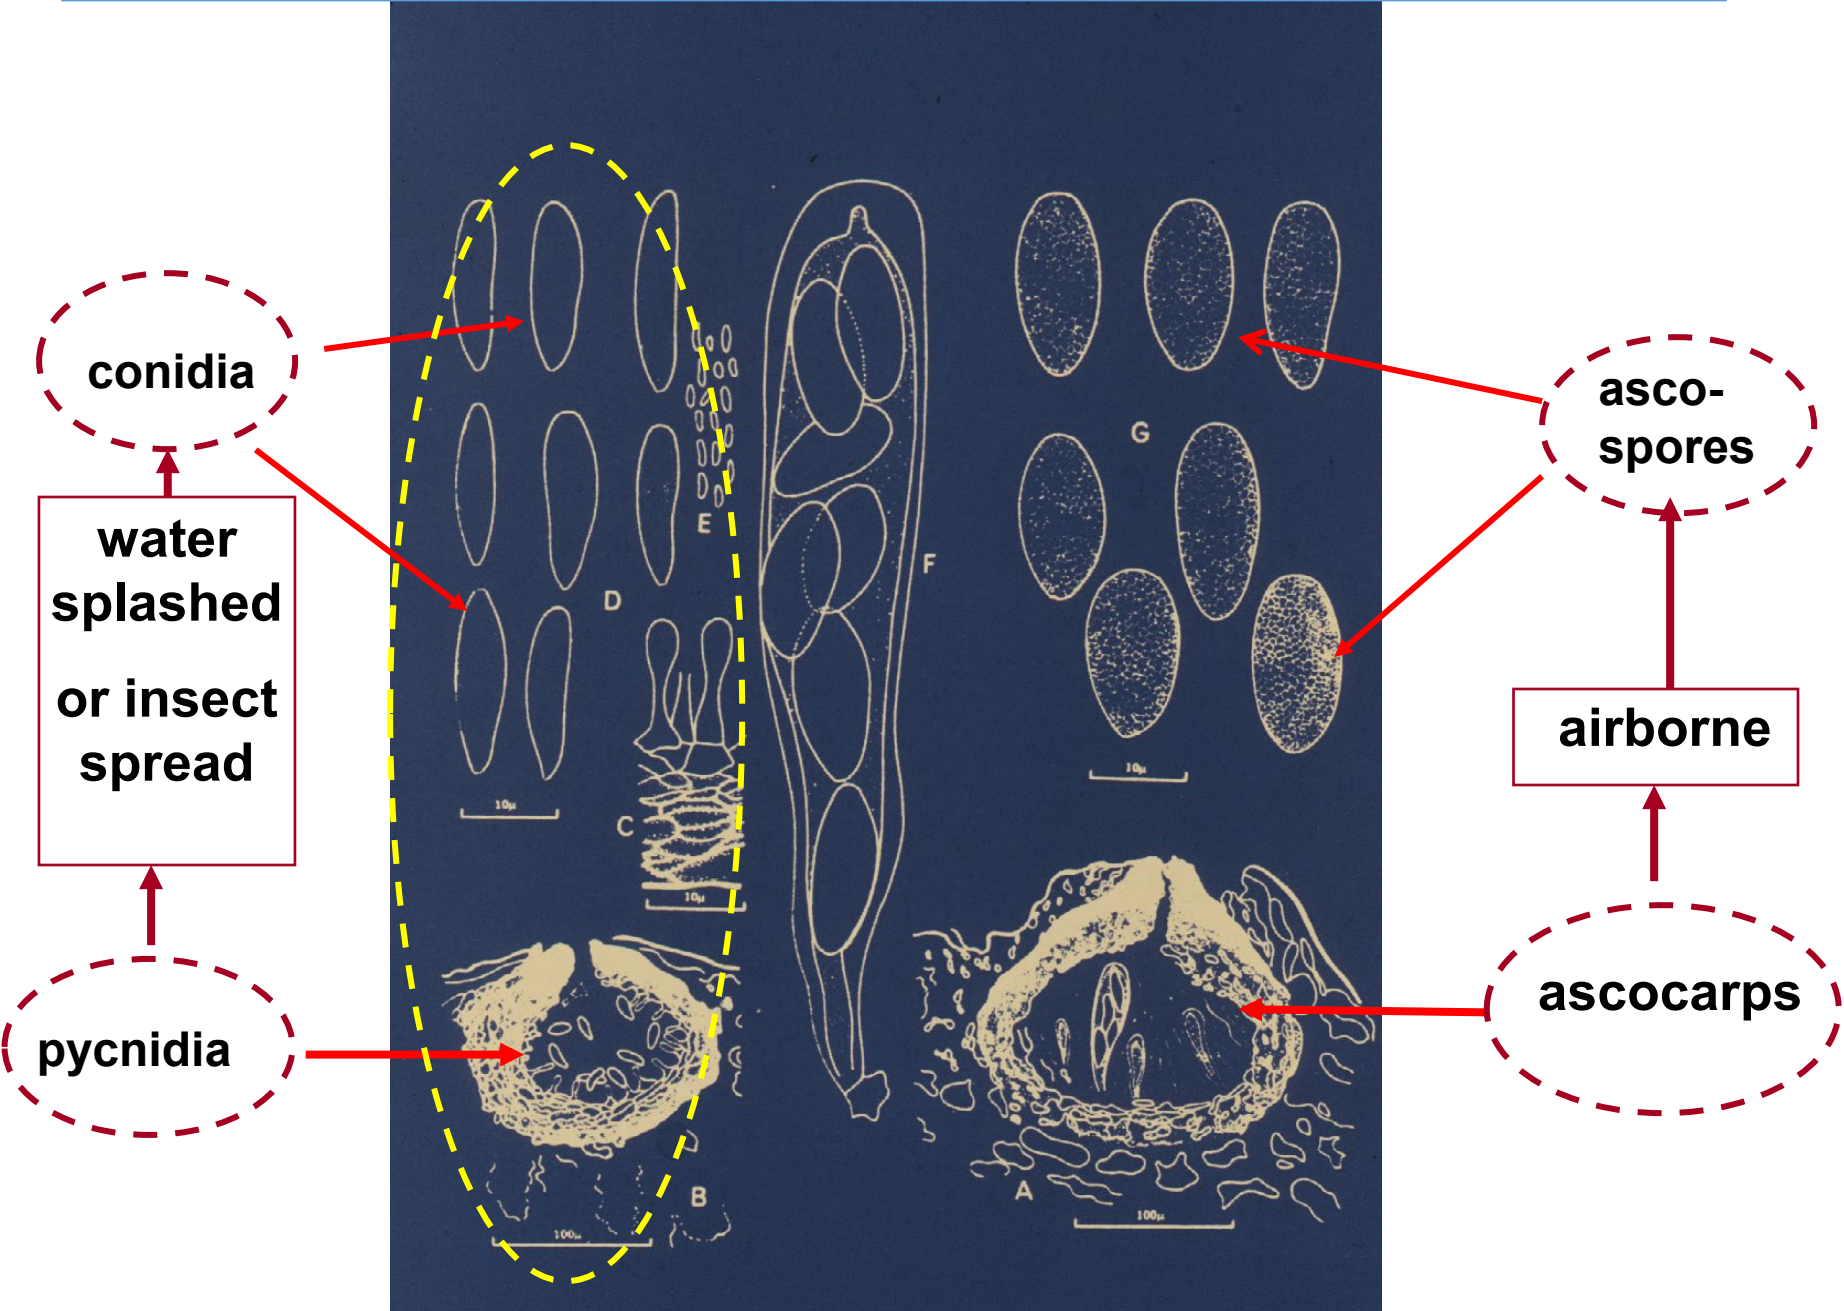 conidia
water
splashed
or insect
spread
pycnidia
D
E
C
B
F
G
A
10µ
10µ
100µ
10µ
100µ
asco-
spores
airborne
ascocarps